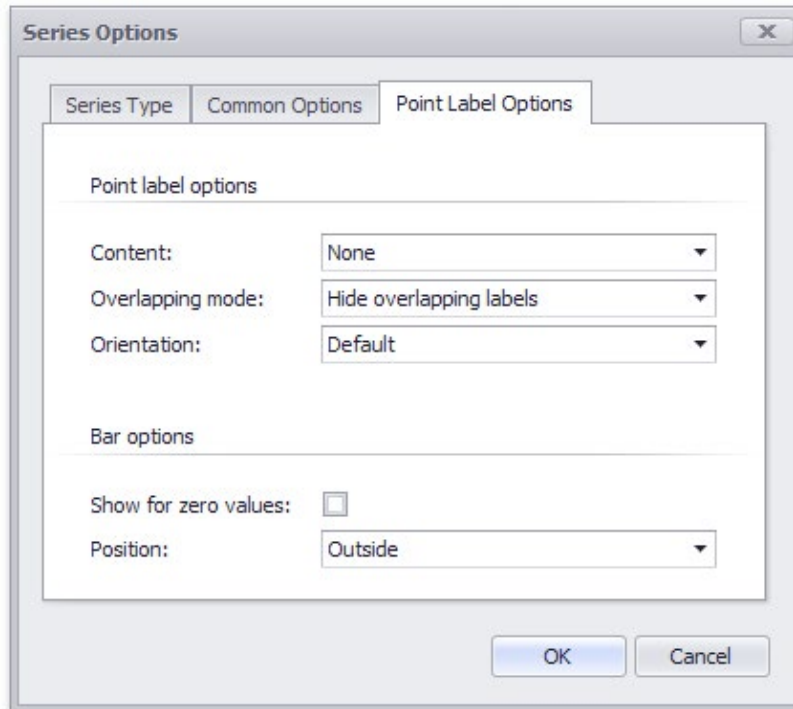 Series Options
Series Type Common Options Point Label Options
Point label options
Content: None
Overlapping mode: Hide overlapping labels
Orientation: Default
Bar options
Show for zero values:
Position: Outside
OK Cancel